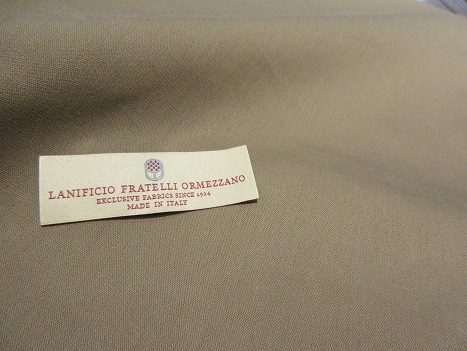 LANIFICIO FRATELLI ORMEZZANO
EXCLUSIVE FABRICS SINCE 1924
MADE IN ITALY